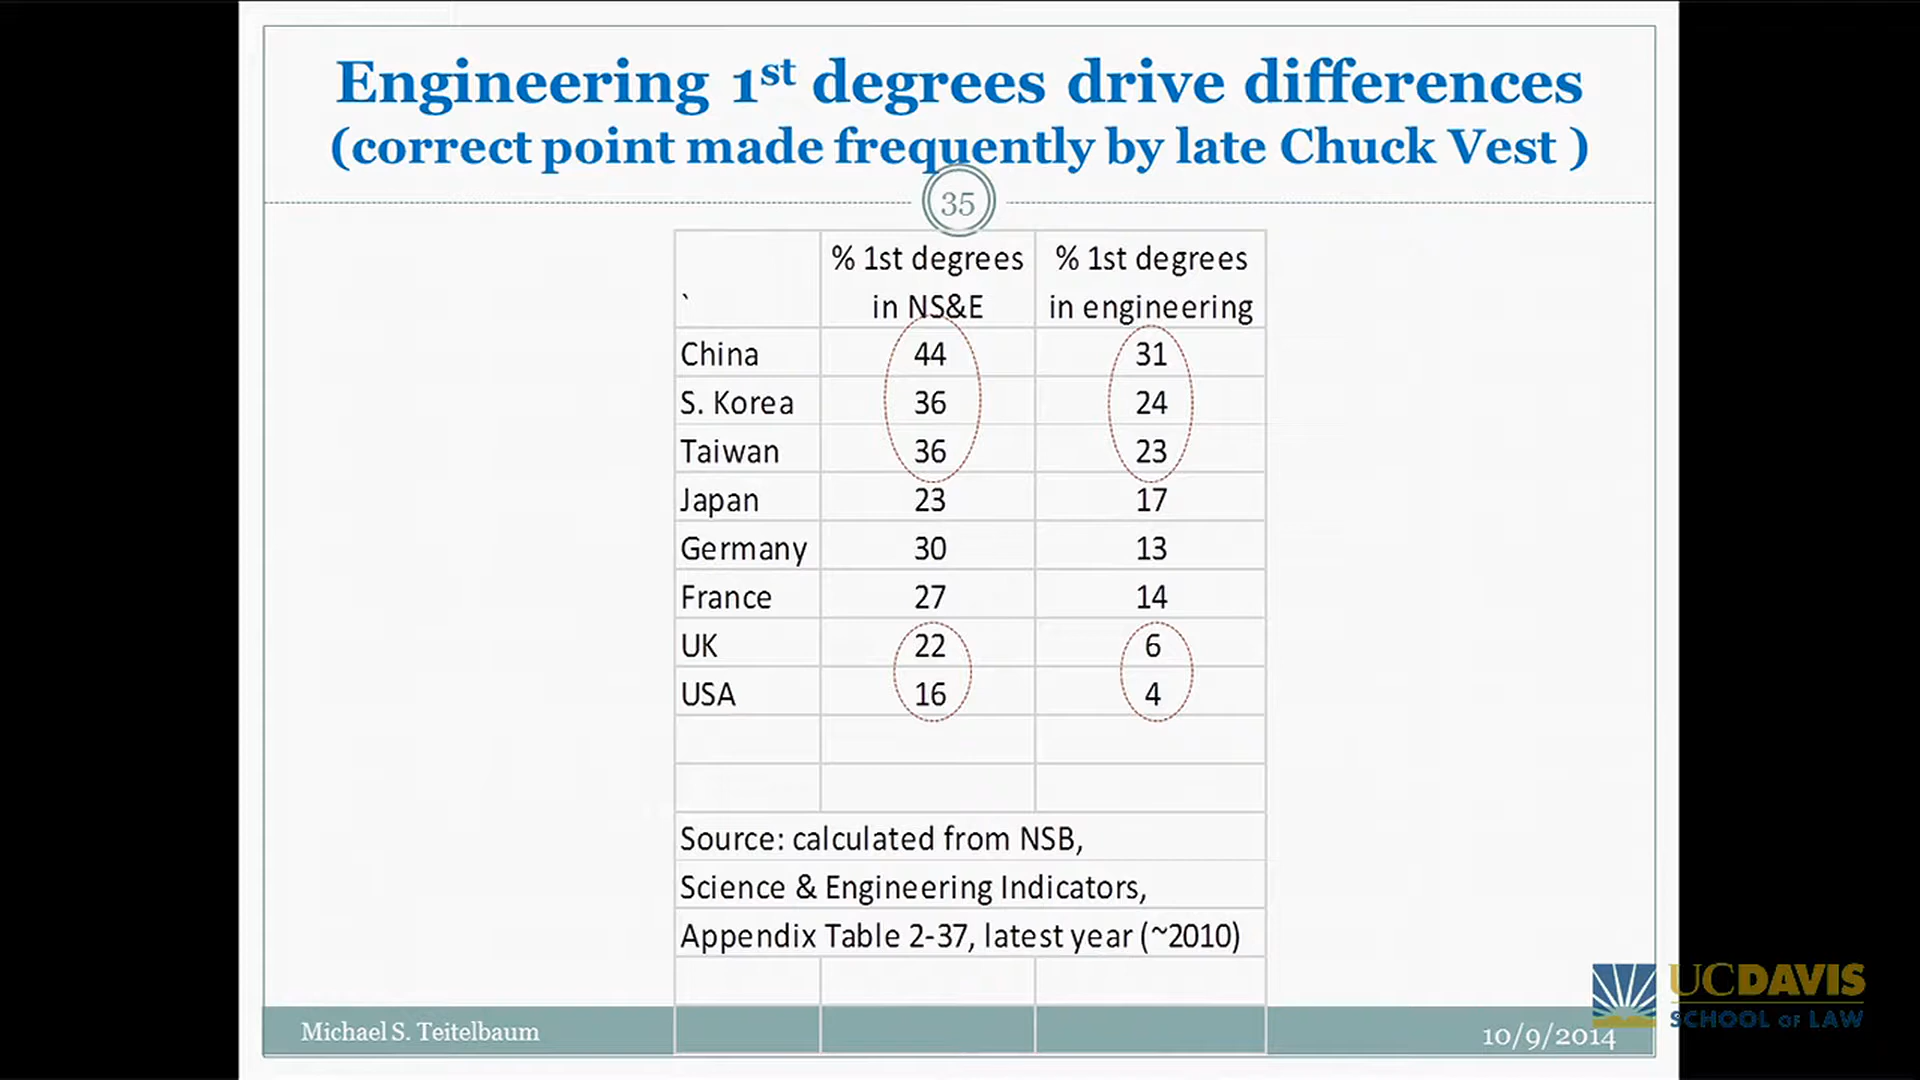 Engineering 1st degrees drive differences
(correct point made frequently by late Chuck Vest )
35
% 1st degrees % 1st degrees
` in NS&E in engineering
China 44 31
S. Korea 36 24
Taiwan 36 23
Japan 23 17
Germany 30 13
France 27 14
UK 22 6
USA 16 4
Source: calculated from NSB,
Science & Engineering Indicators,
Appendix Table 2-37, latest year (~2010)
UCDAVIS
SCHOOL OF LAW
Michael S. Teitelbaum 10/9/2014